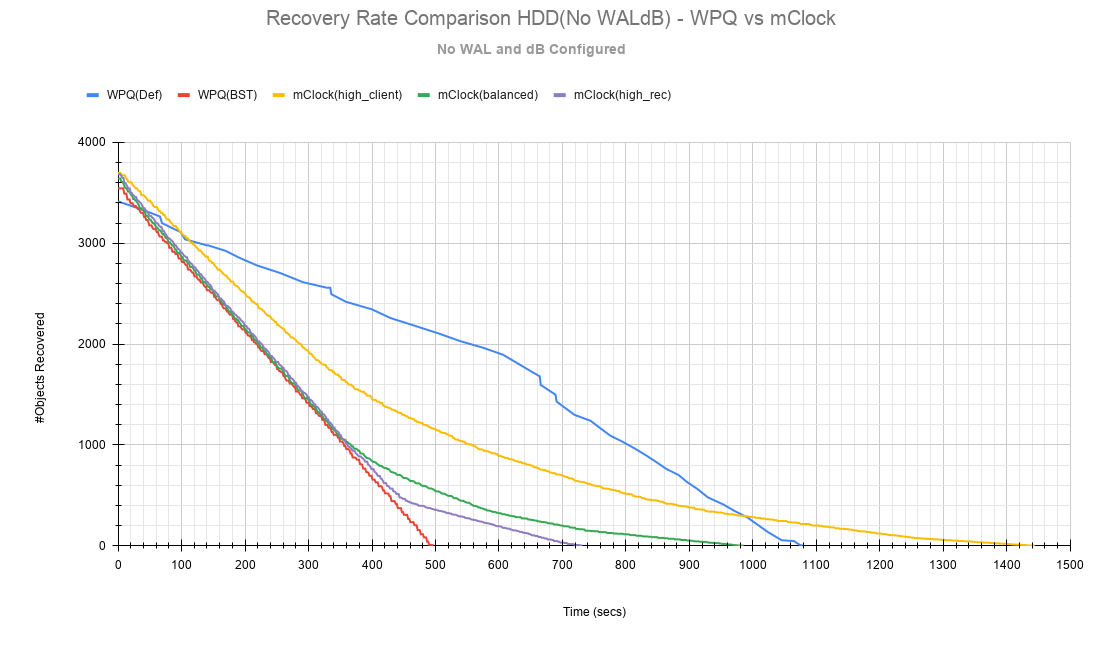 Recovery Rate Comparison HDD(No WALdB) - WPQ vs mClock
No WAL and dB Configured
WPQ(Def) WPQ(BST) mClock(high_client) mClock(balanced) mClock(high_rec)
4000
3000
2000
1000
0
#Objects Recovered
0 100 200 300 400 500 600 700 800 900 1000 1100 1200 1300 1400 1500
Time (secs)